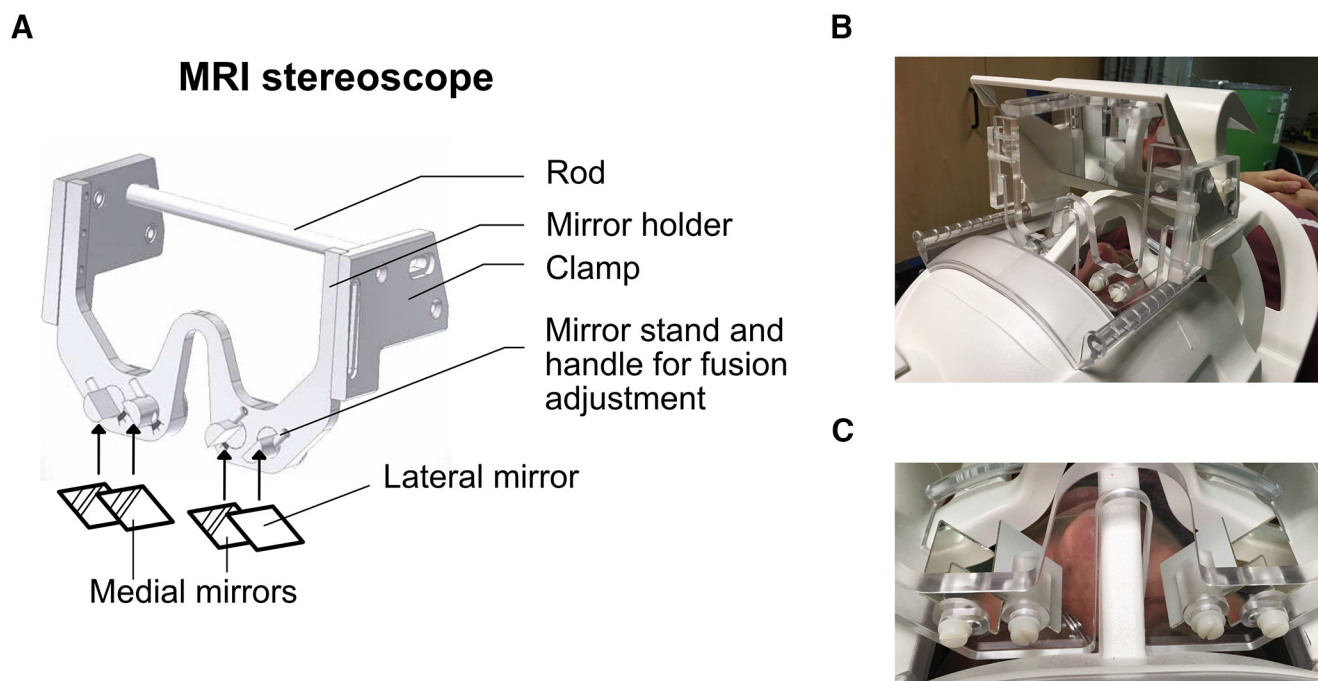 A
MRI stereoscope
Rod
Mirror holder
Clamp
Mirror stand and
handle for fusion
adjustment
Lateral mirror
Medial mirrors
B
C